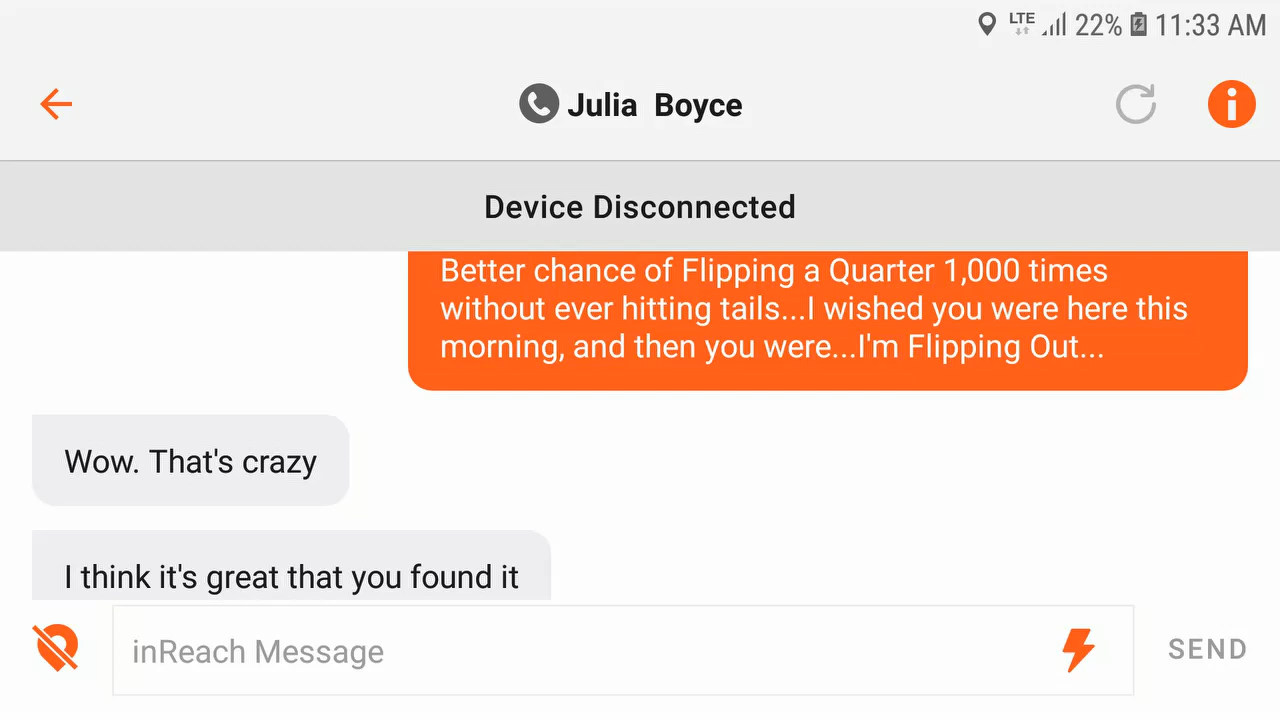 LTE 22% 11:33 AM
Julia Boyce
Device Disconnected
Better chance of Flipping a Quarter 1,000 times
without ever hitting tails...I wished you were here this
morning, and then you were...I'm Flipping Out...
Wow. That's crazy
I think it's great that you found it
inReach Message
SEND